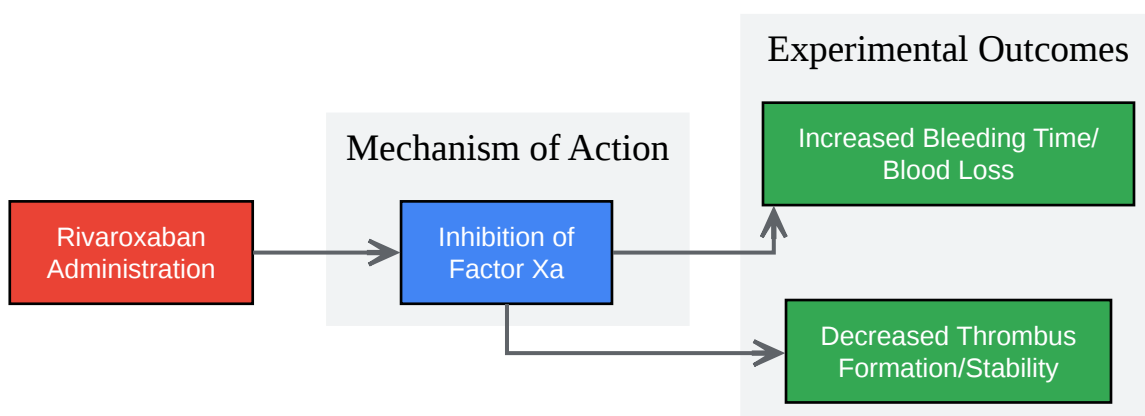 Experimental Outcomes
Increased Bleeding Time/
Blood Loss
Mechanism of Action
Rivaroxaban
Administration
Inhibition of
Factor Xa
Decreased Thrombus
Formation/Stability